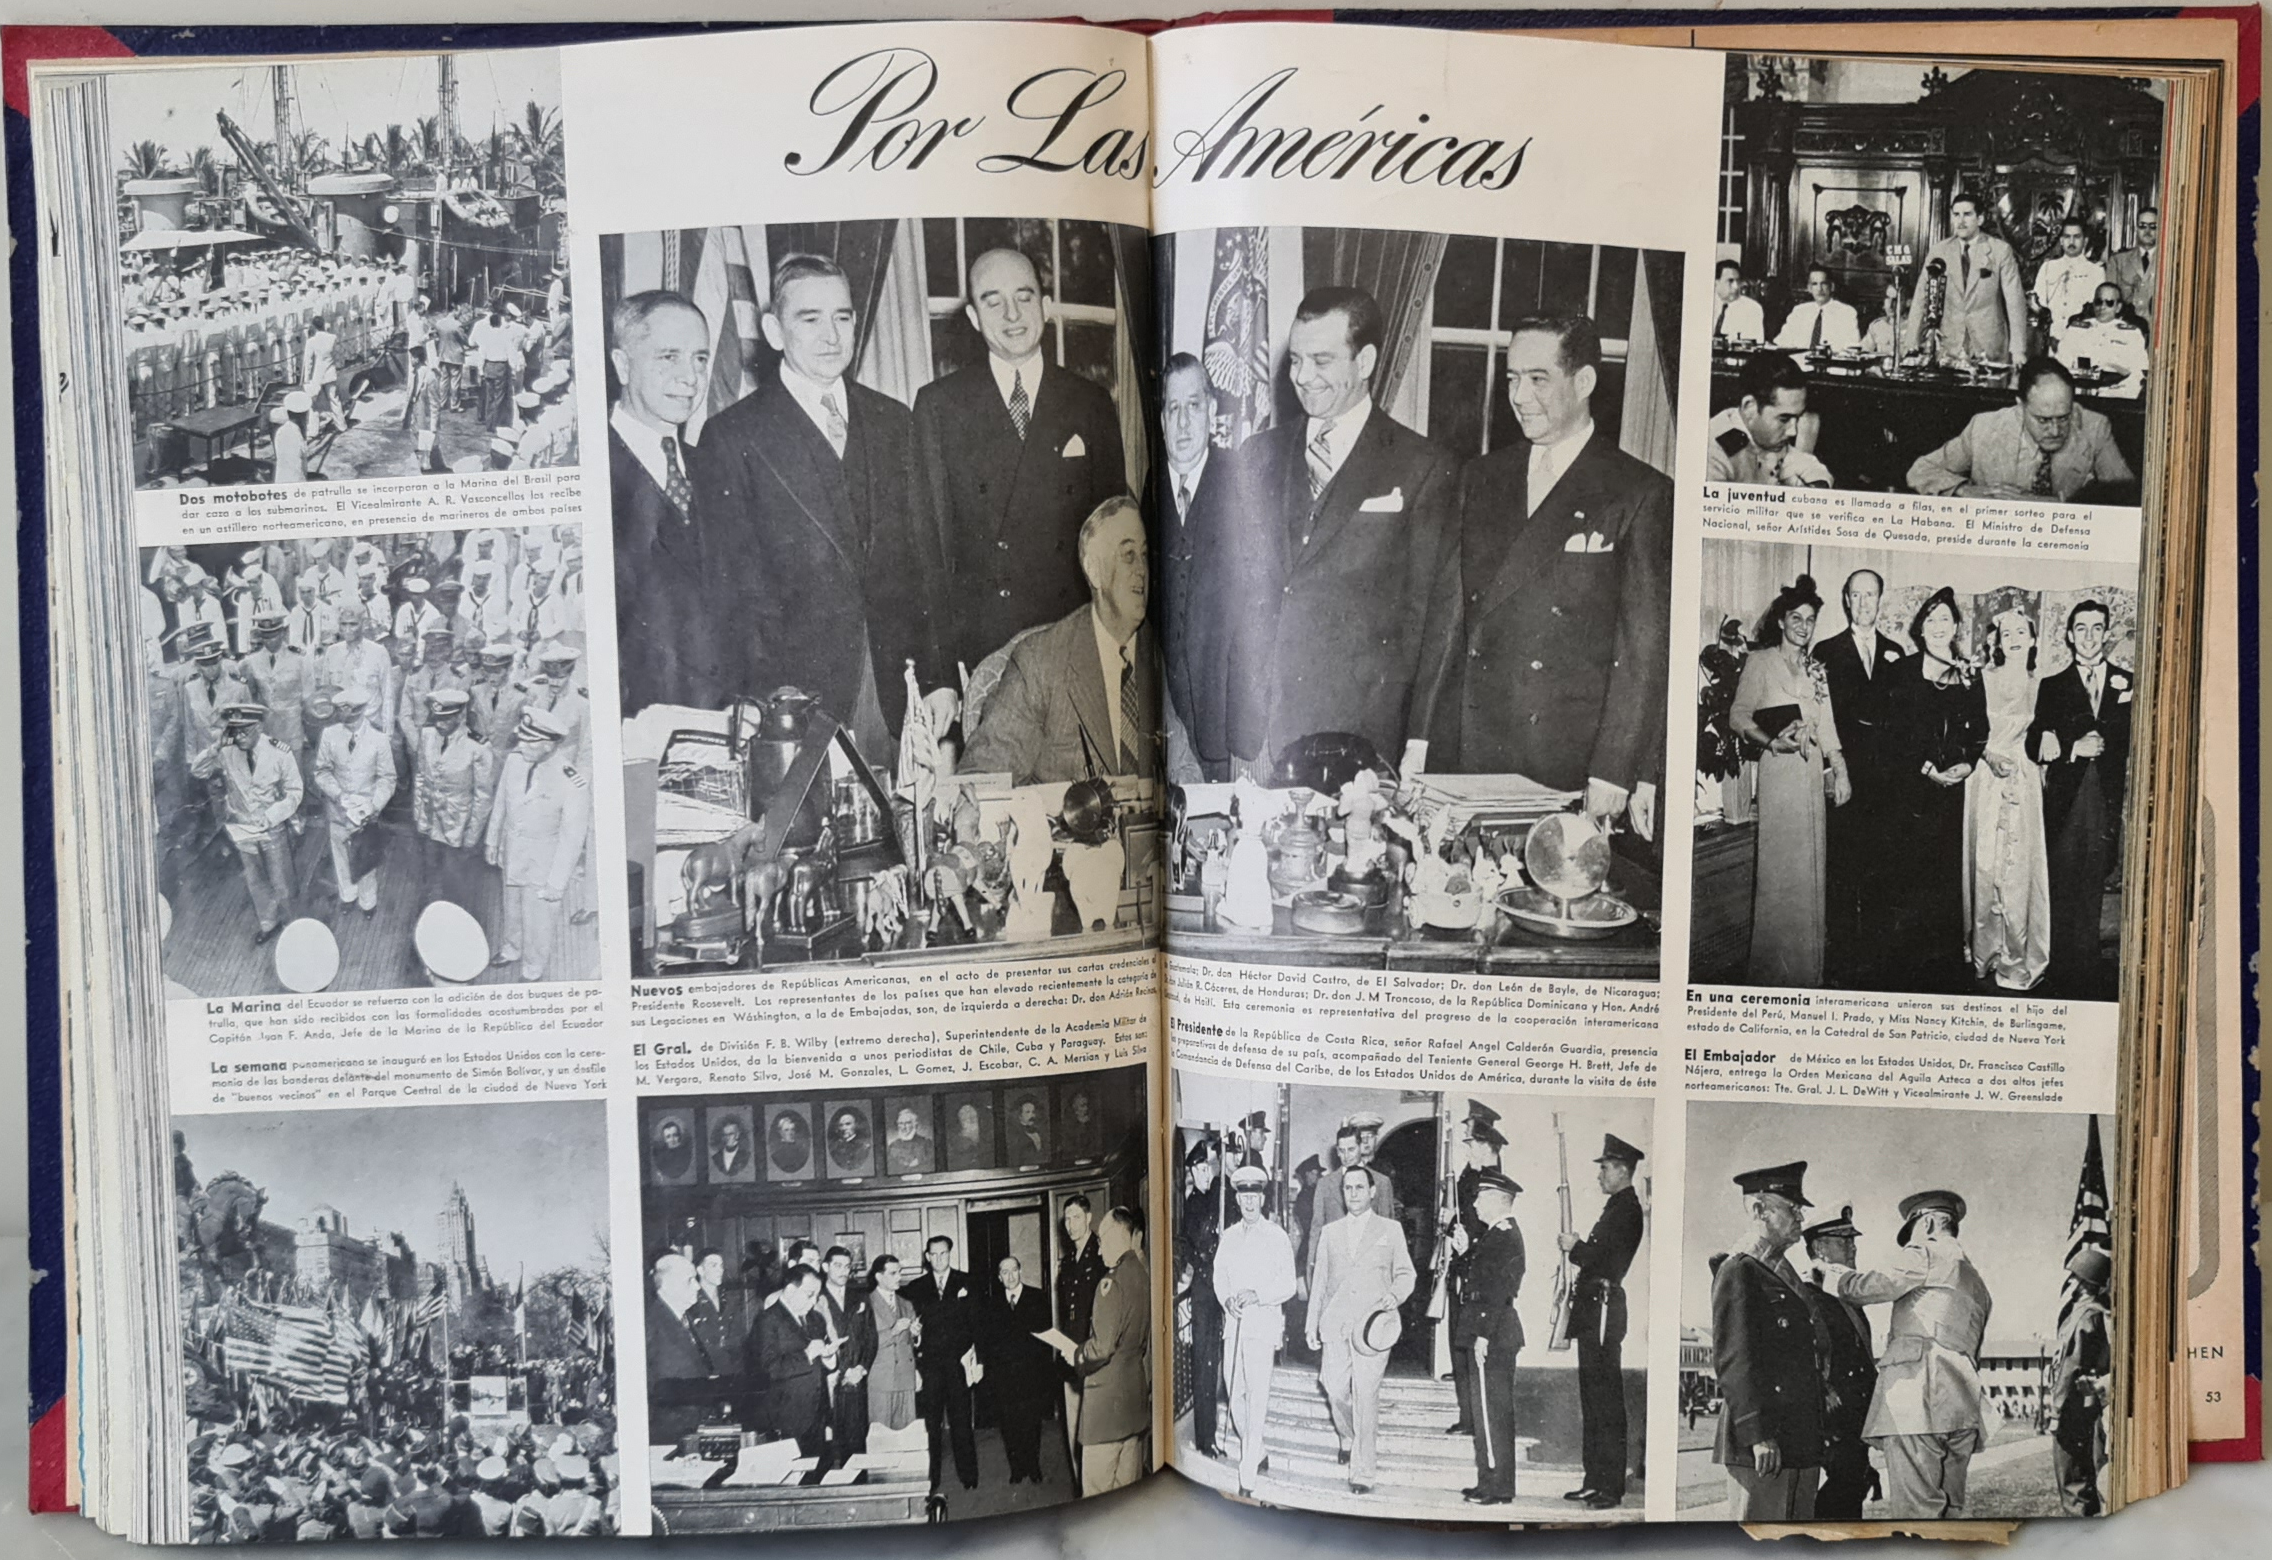 Por Las Américas
Dos motobotes de patrulla se incorporan a la Marina del Brasil para
dar caza a los submarinos. El Vicealmirante A. R. Vasconcellos los recibe
en un astillero norteamericano, en presencia de marineros de ambos países
La Marina del Ecuador se refuerza con la adición de dos buques de pa-
trulla, que han sido recibidos con las formalidades acostumbradas por el
Capitán Juan F. Anda, Jefe de la Marina de la República del Ecuador
La semana panamericana se inauguró en los Estados Unidos con la cere-
monia de las banderas delante del monumento de Simón Bolívar, y un desfile
de "buenos vecinos" en el Parque Central de la ciudad de Nueva York
Nuevos embajadores de Repúblicas Americanas, en el acto de presentar sus cartas credenciales al
Presidente Roosevelt. Los representantes de los países que han elevado recientemente la categoría de
sus Legaciones en Wáshington, a la de Embajadas, son, de izquierda a derecha: Dr. don Adrián Recinos,
de Guatemala; Dr. don Héctor David Castro, de El Salvador; Dr. don León de Bayle, de Nicaragua;
Dr. don Julián R. Cáceres, de Honduras; Dr. don J. M Troncoso, de la República Dominicana y Hon. André
de Haití. Esta ceremonia es representativa del progreso de la cooperación interamericana
El Gral. de División F. B. Wilby (extremo derecha), Superintendente de la Academia Militar de
los Estados Unidos, da la bienvenida a unos periodistas de Chile, Cuba y Paraguay. Estos son:
M. Vergara, Renato Silva, José M. Gonzales, L. Gomez, J. Escobar, C. A. Mersian y Luis Silva
El Presidente de la República de Costa Rica, señor Rafael Angel Calderón Guardia, presencia
los preparativos de defensa de su país, acompañado del Teniente General George H. Brett, Jefe de
la Comandancia de Defensa del Caribe, de los Estados Unidos de América, durante la visita de éste
La juventud cubana es llamada a filas, en el primer sorteo para el
servicio militar que se verifica en La Habana. El Ministro de Defensa
Nacional, señor Arístides Sosa de Quesada, preside durante la ceremonia
En una ceremonia interamericana unieron sus destinos el hijo del
Presidente del Perú, Manuel I. Prado, y Miss Nancy Kitchin, de Burlingame,
estado de California, en la Catedral de San Patricio, ciudad de Nueva York
El Embajador de México en los Estados Unidos, Dr. Francisco Castillo
Nájera, entrega la Orden Mexicana del Aguila Azteca a dos altos jefes
norteamericanos: Tte. Gral. J. L. DeWitt y Vicealmirante J. W. Greenslade
HEN
53